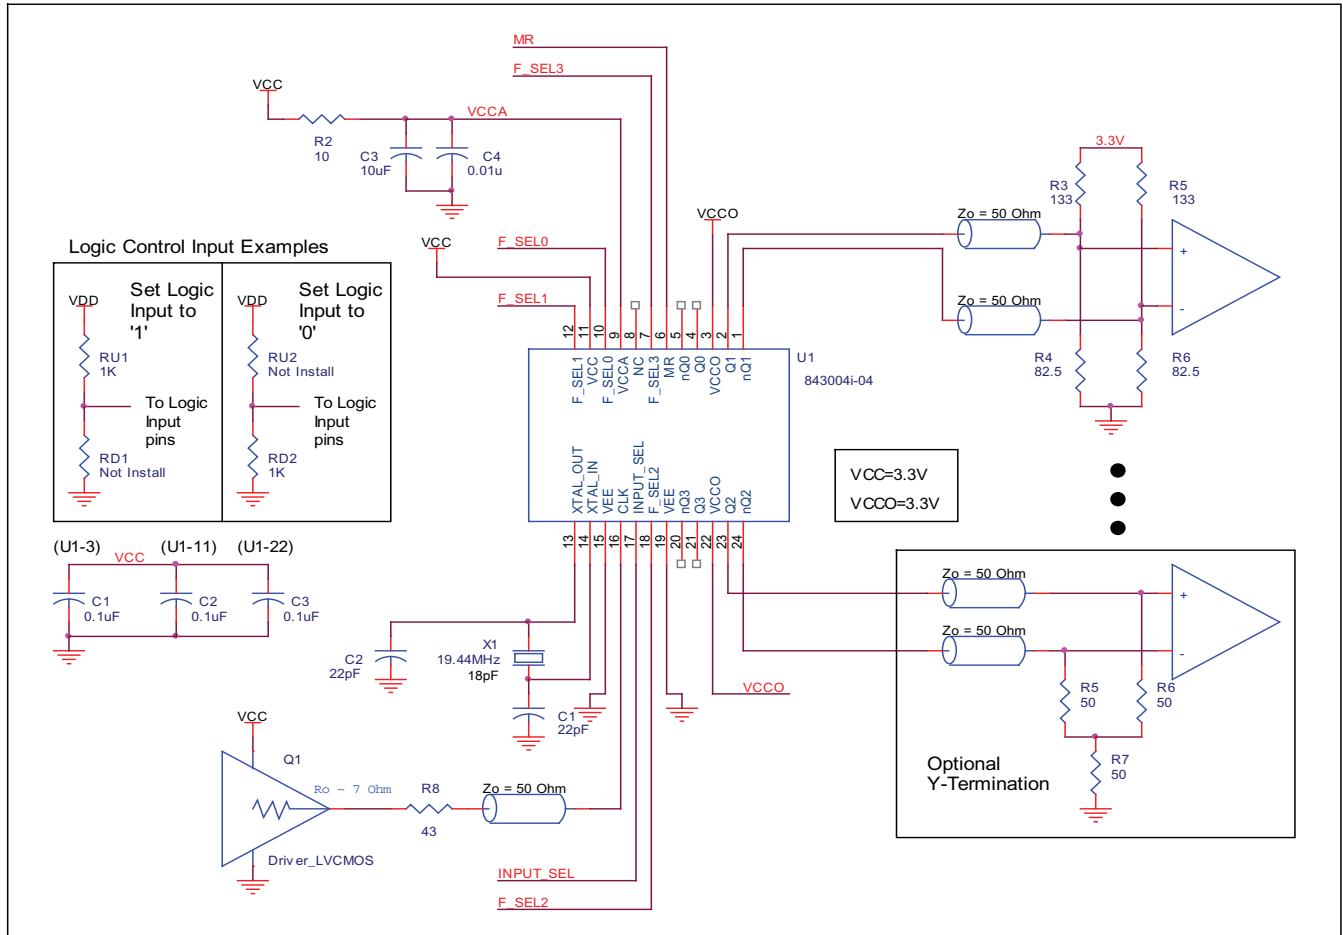 MR
F_SEL3
VCC
VCCA
R2
10
C3
10uF
C4
0.01u
3.3V
R3
133
R5
133
Zo = 50 Ohm
VCCO
+
-
Zo = 50 Ohm
R4
82.5
R6
82.5
Logic Control Input Examples
VDD
Set Logic
Input to
'1'
RU1
1K
To Logic
Input
pins
RD1
Not Install
VDD
Set Logic
Input to
'0'
RU2
Not Install
To Logic
Input
pins
RD2
1K
VCC
F_SEL0
F_SEL1
12
11
10
9
8
7
6
5
4
3
2
1
F_SEL1
VCC
F_SEL0
VCCA
NC
F_SEL3
MR
nQ0
Q0
VCCO
Q1
nQ1
U1
843004i-04
XTAL_OUT
XTAL_IN
VEE
CLK
INPUT_SEL
F_SEL2
VEE
nQ3
Q3
VCCO
Q2
nQ2
13
14
15
16
17
18
19
20
21
22
23
24
VCC=3.3V
VCCO=3.3V
(U1-3)
(U1-11)
(U1-22)
VCC
C1
0.1uF
C2
0.1uF
C3
0.1uF
C2
22pF
X1
19.44MHz
18pF
C1
22pF
VCCO
Zo = 50 Ohm
Zo = 50 Ohm
+
-
R5
50
R6
50
R7
50
Optional
Y-Termination
VCC
Q1
Ro ~ 7 Ohm
R8
43
Zo = 50 Ohm
Driver_LVCMOS
INPUT_SEL
F_SEL2